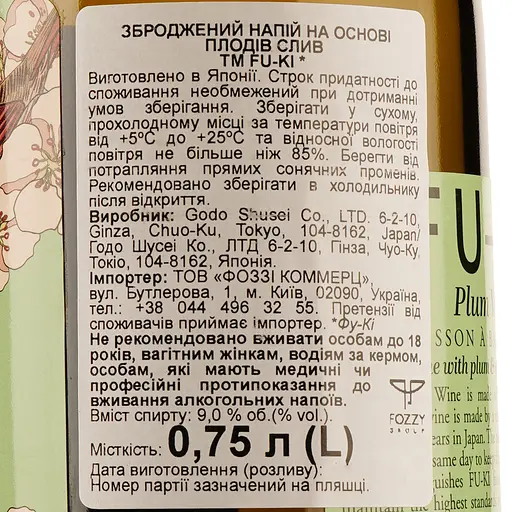 ЗБРОДЖЕНИЙ НАПІЙ НА ОСНОВІ
ПЛОДІВ СЛИВ
ТМ FU-KI *
Виготовлено в Японії. Строк придатності до
споживання необмежений при дотриманні
умов зберігання. Зберігати у сухому,
прохолодному місці за температури повітря
від +5ºС до +25ºС та відносної вологості
повітря не більше ніж 85%. Берегти від
потрапляння прямих сонячних променів.
Рекомендовано зберігати в холодильнику
після відкриття.
Виробник: Godo Shusei Co., LTD. 6-2-10,
Ginza, Chuo-Ku, Tokyo, 104-8162, Japan/
Годо Шусеі Ко., ЛТД 6-2-10, Гінза, Чуо-Ку,
Токіо, 104-8162, Японія.
Імпортер: ТОВ «ФОЗЗІ КОММЕРЦ»,
вул. Бутлерова, 1, м. Київ, 02090, Україна,
тел.: +38 044 496 32 55. Претензії від
споживачів приймає імпортер. *Фу-Кі
Не рекомендовано вживати особам до 18
років, вагітним жінкам, водіям за кермом,
особам, які мають медичні чи
професійні протипоказання до
вживання алкогольних напоїв.
Вміст спирту: 9,0 % об.(% vol.).
FOZZY
GROUP
Місткість: 0,75 л (L)
Дата виготовлення (розливу):
Номер партії зазначений на пляшці.
FU-
Plum
SSON À
e with plum
Wine is made
wine is made by
ears in Japan.
same day to keep
guishes FU-KI
maintain the
highest standard